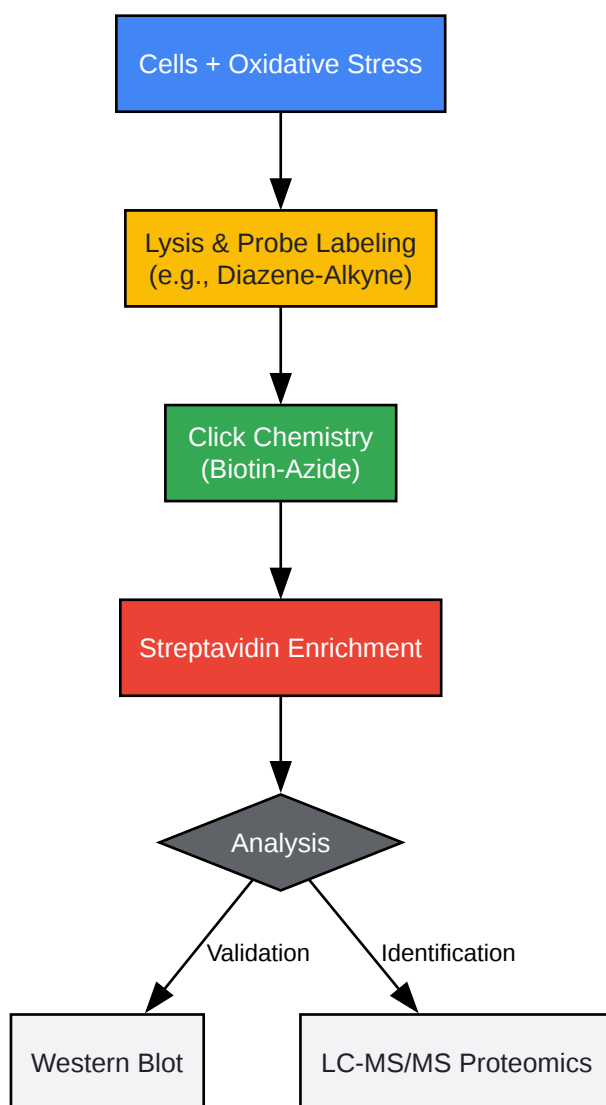 Cells + Oxidative Stress
Lysis & Probe Labeling
(e.g., Diazene-Alkyne)
Click Chemistry
(Biotin-Azide)
Streptavidin Enrichment
Analysis
Validation
Identification
Western Blot
LC-MS/MS Proteomics